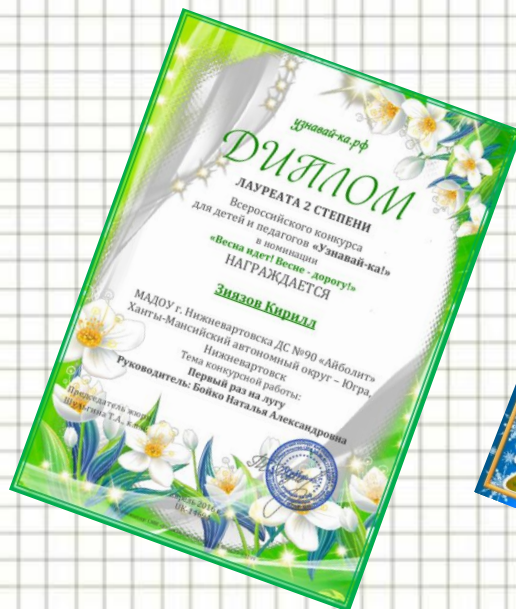 узнавай-ка.рф
ДИПЛОМ
ЛАУРЕАТА 2 СТЕПЕНИ
Всероссийского конкурса
для детей и педагогов «Узнавай-ка!»
в номинации
«Весна идет! Весне - дорогу!»
НАГРАЖДАЕТСЯ
Зиязов Кирилл
МАДОУ г. Нижневартовска ДС №90 «Айболит»
Ханты-Мансийский автономный округ – Югра,
Нижневартовск
Тема конкурсной работы:
Первый раз на лугу
Руководитель: Бойко Наталья Александровна
Председатель жюри
Шульгина Т.А.,